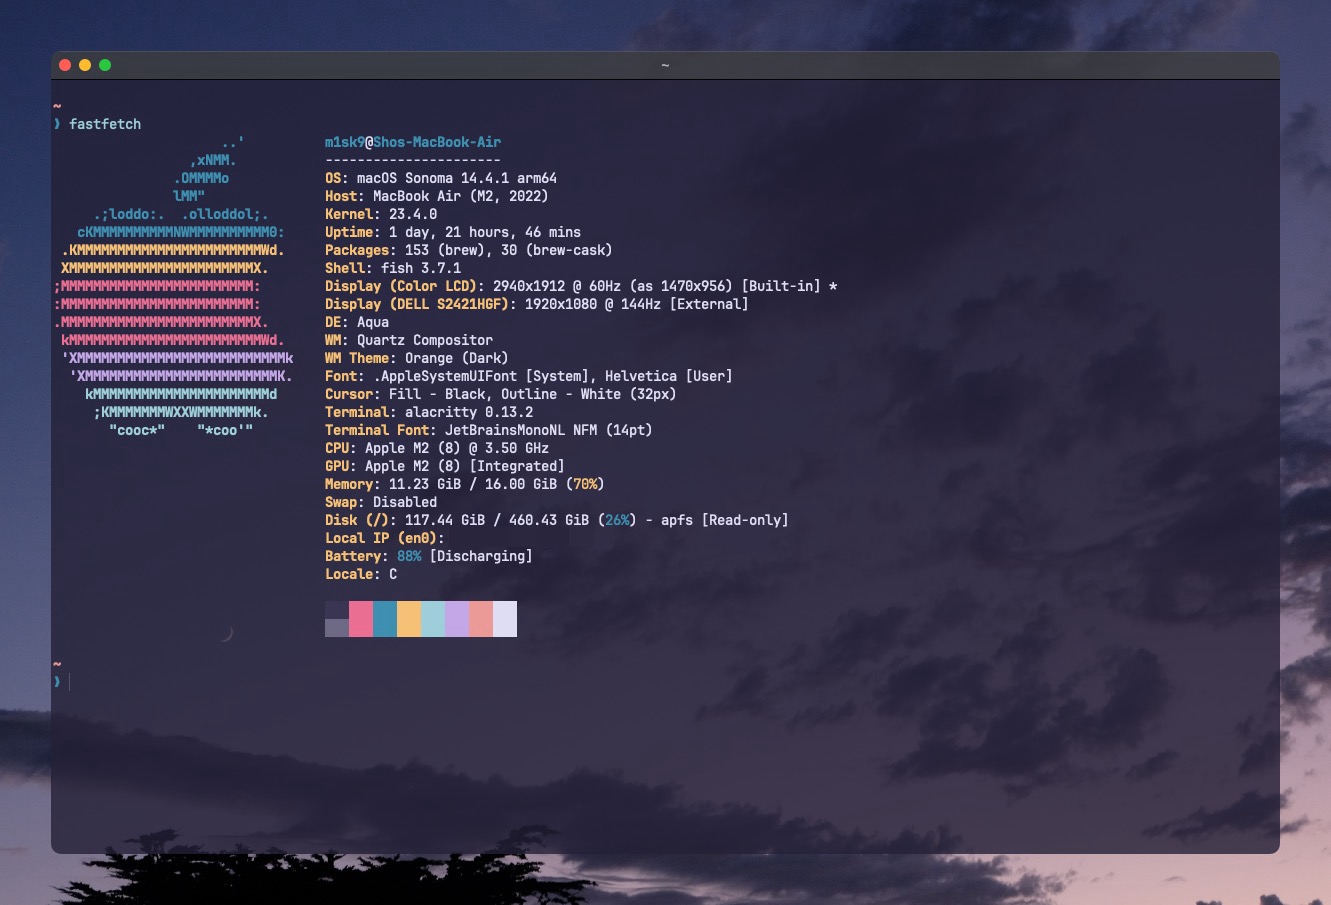 ~
~
❯ fastfetch
..'
,xNMM.
.OMMMMo
lMM"
.;loddo:.  .olloddol;.
cKMMMMMMMMMMNWMMMMMMMMMM0:
.KMMMMMMMMMMMMMMMMMMMMMMMWd.
XMMMMMMMMMMMMMMMMMMMMMMMX.
;MMMMMMMMMMMMMMMMMMMMMMMM:
:MMMMMMMMMMMMMMMMMMMMMMMM:
.MMMMMMMMMMMMMMMMMMMMMMMMX.
kMMMMMMMMMMMMMMMMMMMMMMMMWd.
'XMMMMMMMMMMMMMMMMMMMMMMMMMMk
'XMMMMMMMMMMMMMMMMMMMMMMMMK.
kMMMMMMMMMMMMMMMMMMMMMMd
;KMMMMMMMWXXWMMMMMMMk.
"cooc*"    "*coo'"
m1sk9@Shos-MacBook-Air
----------------------
OS: macOS Sonoma 14.4.1 arm64
Host: MacBook Air (M2, 2022)
Kernel: 23.4.0
Uptime: 1 day, 21 hours, 46 mins
Packages: 153 (brew), 30 (brew-cask)
Shell: fish 3.7.1
Display (Color LCD): 2940x1912 @ 60Hz (as 1470x956) [Built-in] *
Display (DELL S2421HGF): 1920x1080 @ 144Hz [External]
DE: Aqua
WM: Quartz Compositor
WM Theme: Orange (Dark)
Font: .AppleSystemUIFont [System], Helvetica [User]
Cursor: Fill - Black, Outline - White (32px)
Terminal: alacritty 0.13.2
Terminal Font: JetBrainsMonoNL NFM (14pt)
CPU: Apple M2 (8) @ 3.50 GHz
GPU: Apple M2 (8) [Integrated]
Memory: 11.23 GiB / 16.00 GiB (70%)
Swap: Disabled
Disk (/): 117.44 GiB / 460.43 GiB (26%) - apfs [Read-only]
Local IP (en0):
Battery: 88% [Discharging]
Locale: C
~
❯